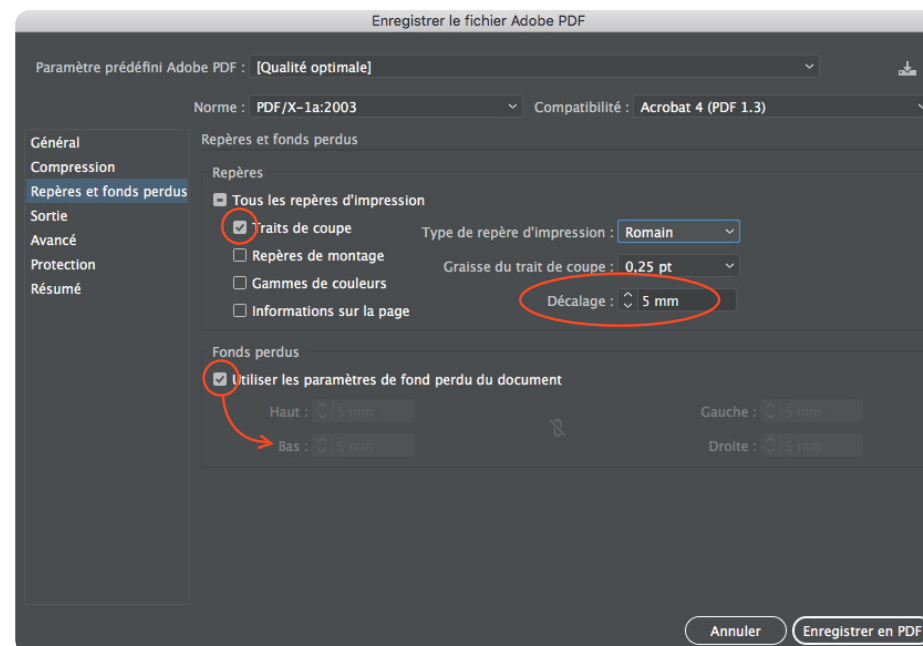 Enregistrer le fichier Adobe PDF
Paramètre prédéfini Adobe PDF : [Qualité optimale]
Norme : PDF/X-1a:2003 Compatibilité : Acrobat 4 (PDF 1.3)
Général
Compression
Repères et fonds perdus
Sortie
Avancé
Protection
Résumé
Repères et fonds perdus
Repères
Tous les repères d'impression
Traits de coupe
Repères de montage
Gammes de couleurs
Informations sur la page
Type de repère d'impression : Romain
Graisse du trait de coupe : 0,25 pt
Décalage : 5 mm
Fonds perdus
Utiliser les paramètres de fond perdu du document
Haut : 5 mm Gauche : 5 mm
Bas : 5 mm Droite : 5 mm
Annuler Enregistrer en PDF